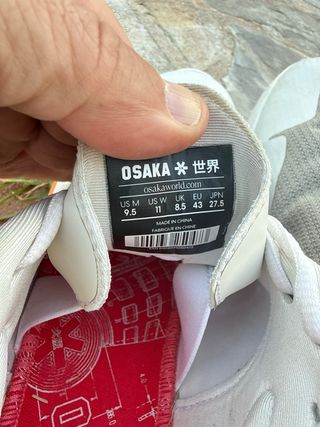 OSAKA 世界
osakaworld.com
US M US W UK EU JPN
9.5 11 8.5 43 27.5
MADE IN CHINA
FABRIQUE EN CHINE